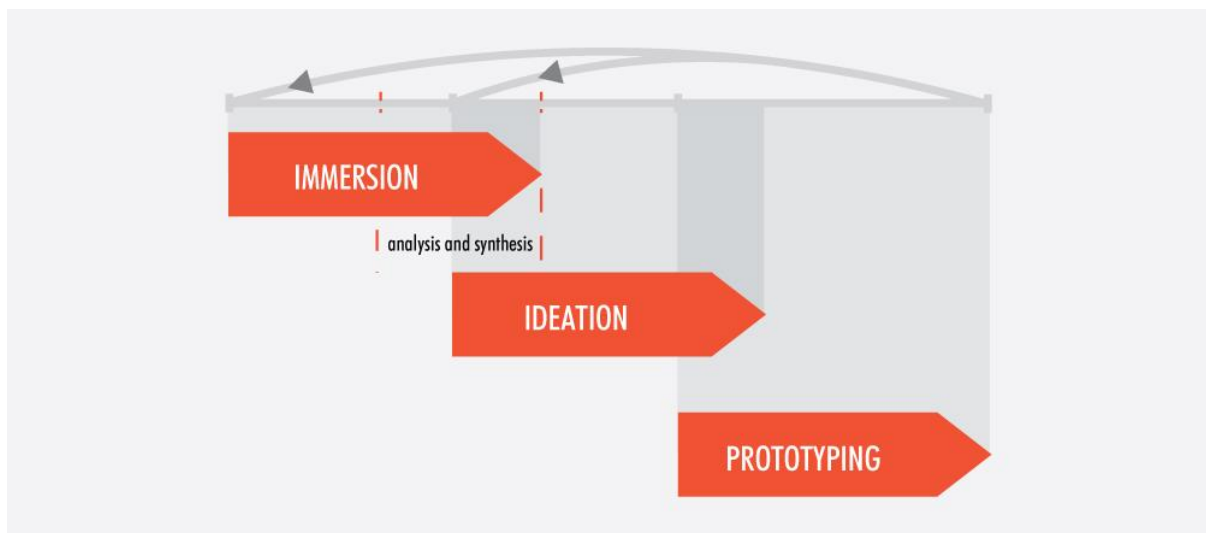 IMMERSION
analysis and synthesis
IDEATION
PROTOTYPING